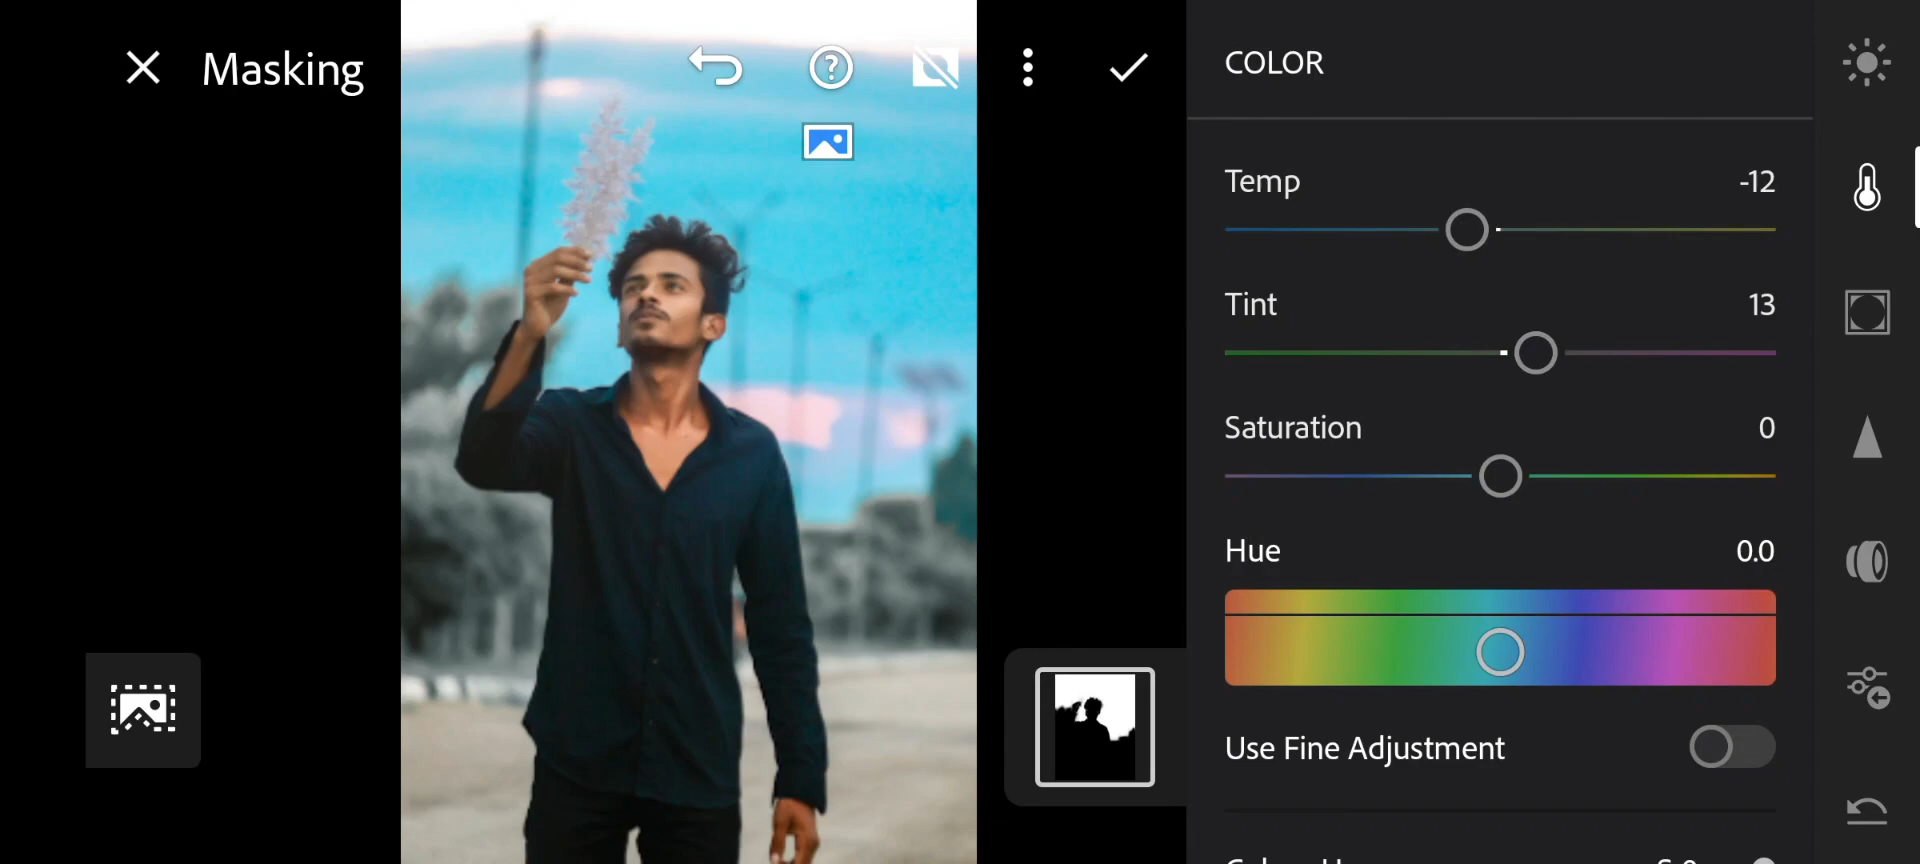 Masking
COLOR
Temp -12
Tint 13
Saturation 0
Hue 0.0
Use Fine Adjustment